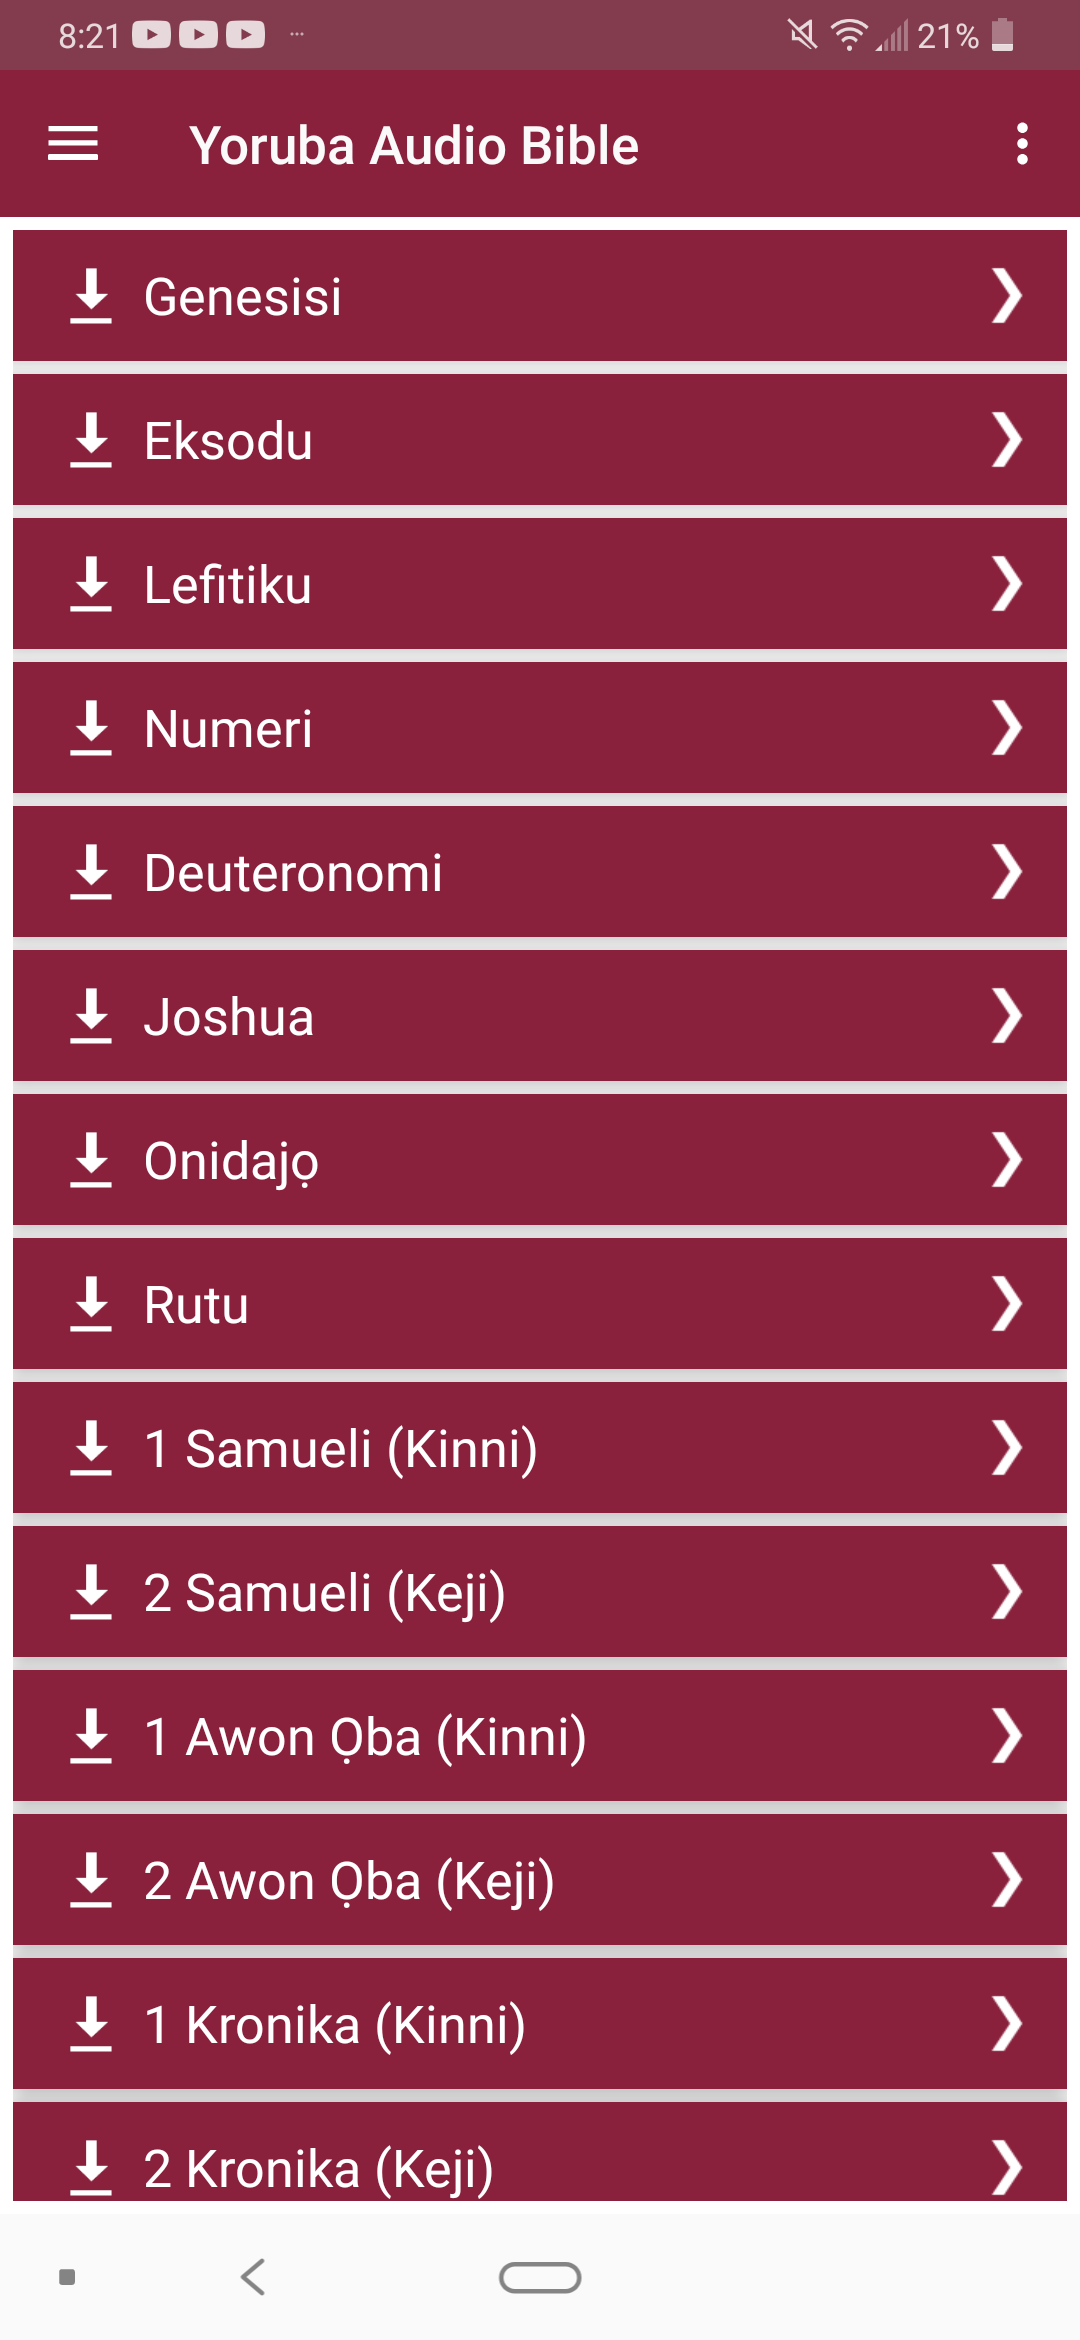 8:21
21%
Yoruba Audio Bible
Genesisi
Eksodu
Lefitiku
Numeri
Deuteronomi
Joshua
Onidajọ
Rutu
1 Samueli (Kinni)
2 Samueli (Keji)
1 Awon Ọba (Kinni)
2 Awon Ọba (Keji)
1 Kronika (Kinni)
2 Kronika (Keji)